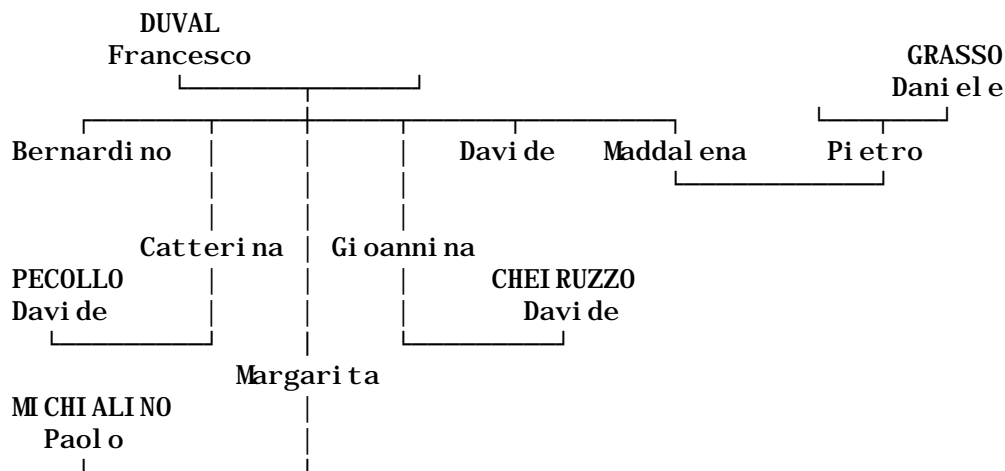 DUVAL
Francesco GRASSO
Daniele
Bernardino Davide Maddalena Pietro
Catterina Gioannina
PECOLLO CHEIRUZZO
Davide Davide
Margarita
MICHIALINO
Paolo